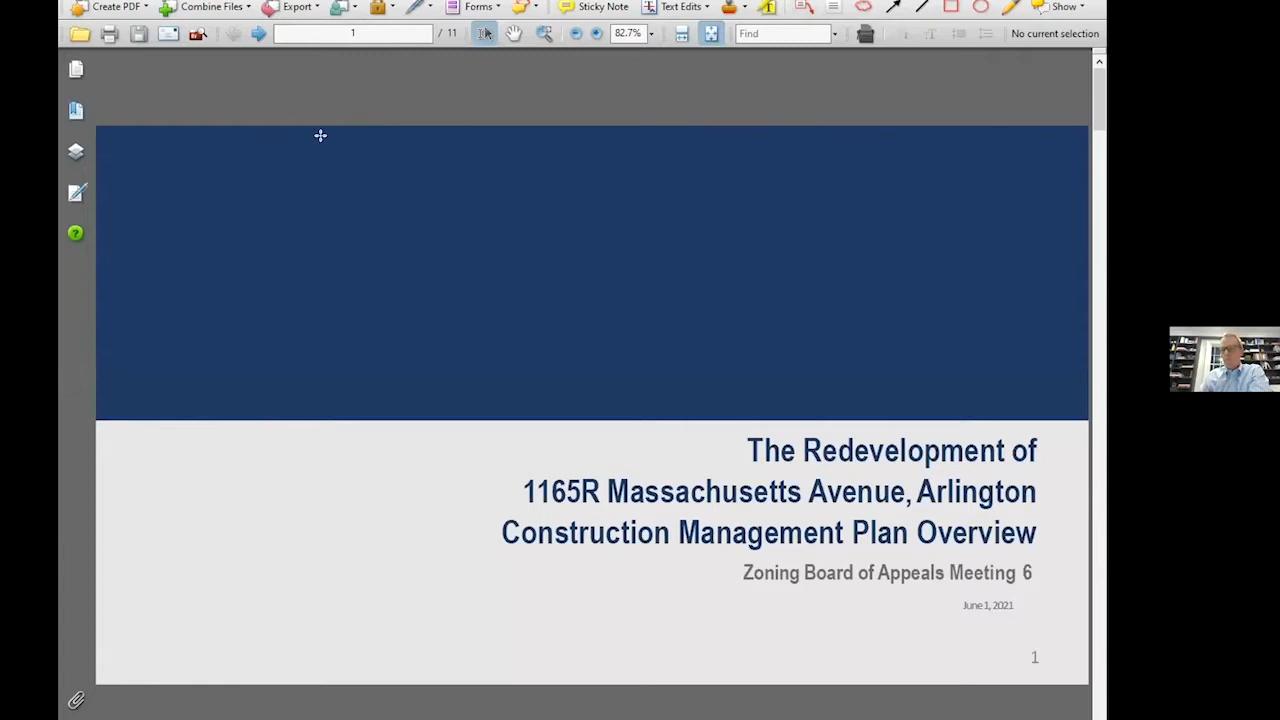 Create PDF Combine Files Export Forms Sticky Note Text Edits Show
1 / 11 82.7% Find No current selection
The Redevelopment of
1165R Massachusetts Avenue, Arlington
Construction Management Plan Overview
Zoning Board of Appeals Meeting 6
June 1, 2021
1